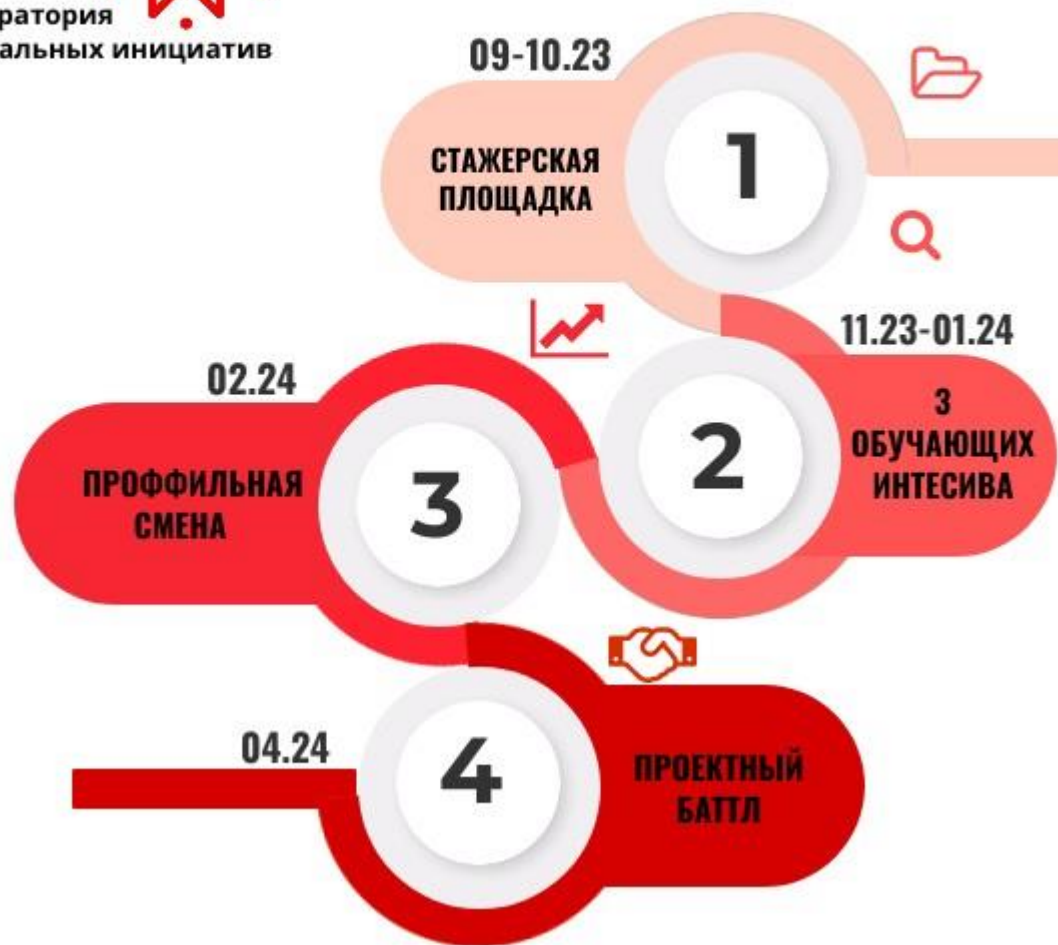 ратория
альных инициатив
09-10.23
1
СТАЖЕРСКАЯ
ПЛОЩАДКА
11.23-01.24
2
3
ОБУЧАЮЩИХ
ИНТЕСИВА
02.24
3
ПРОФФИЛЬНАЯ
СМЕНА
04.24
4
ПРОЕКТНЫЙ
БАТТЛ